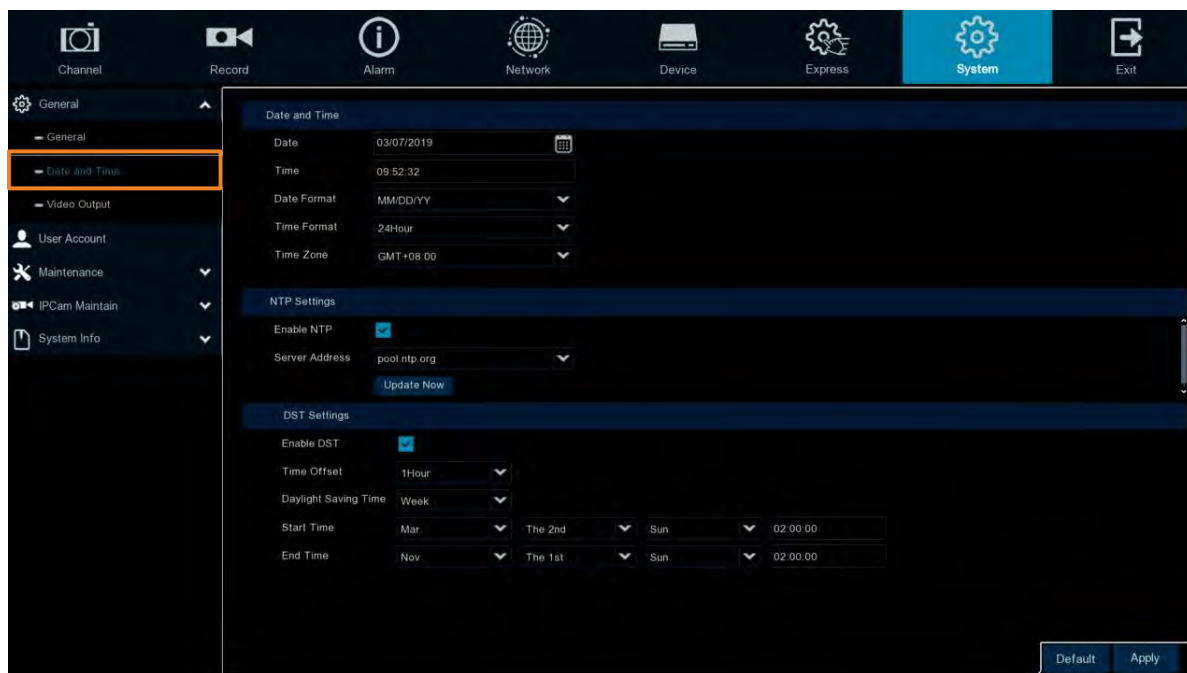 Channel Record Alarm Network Device Express System Exit
General
General
Date and Time
Video Output
User Account
Maintenance
IPCam Maintain
System Info
Date and Time
Date 03/07/2019
Time 09:52:32
Date Format MM/DD/YY
Time Format 24Hour
Time Zone GMT+08:00
NTP Settings
Enable NTP
Server Address pool.ntp.org
Update Now
DST Settings
Enable DST
Time Offset 1Hour
Daylight Saving Time Week
Start Time Mar. The 2nd Sun. 02:00:00
End Time Nov. The 1st Sun. 02:00:00
Default Apply